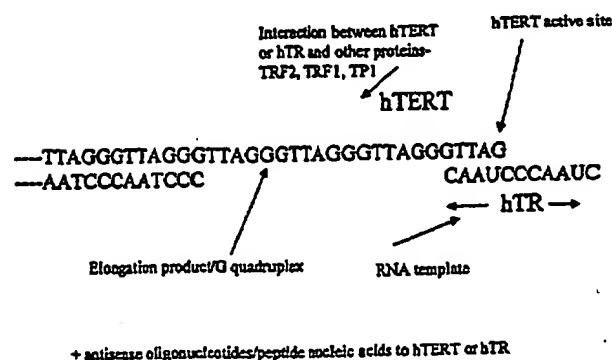 Interaction between hTERT
or hTR and other proteins-
TRF2, TRF1, TP1
hTERT active site
hTERT
----TTAGGGTTAGGGTTAGGGTTAGGGTTAGGGTTAG
----AATCCCAATCCC
CAAUCCCAAUC
hTR
Elongation product/G quadruplex
RNA template
+ antisense oligonucleotides/peptide nucleic acids to hTERT or hTR